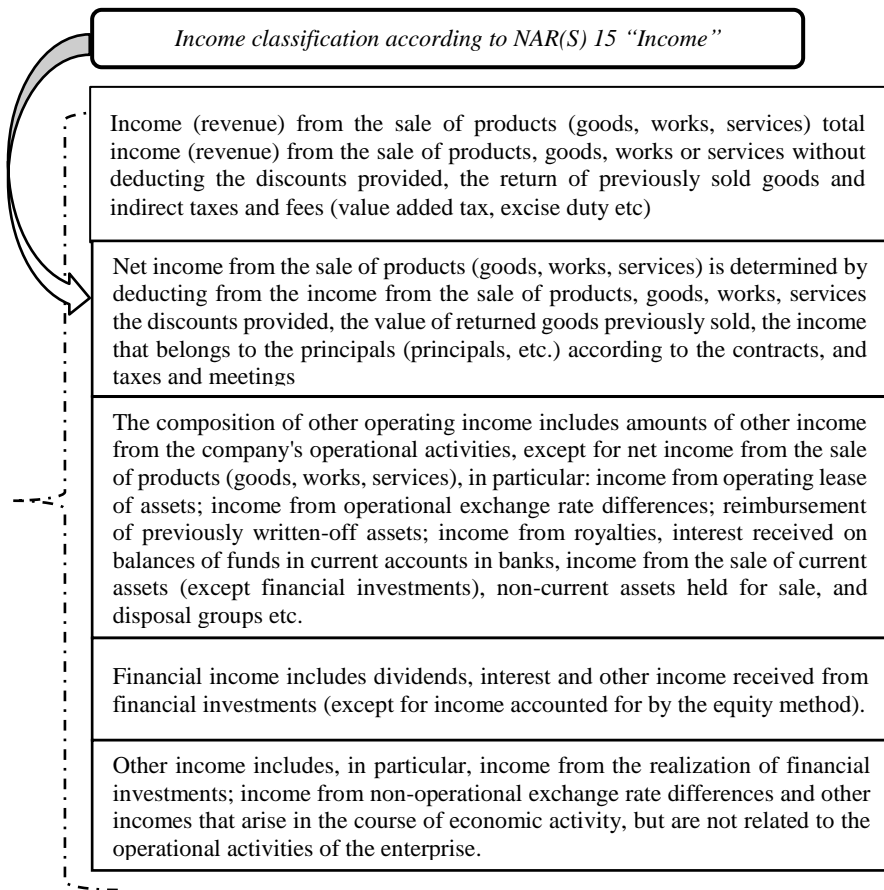 Income classification according to NAR(S) 15 “Income”
Income (revenue) from the sale of products (goods, works, services) total
income (revenue) from the sale of products, goods, works or services without
deducting the discounts provided, the return of previously sold goods and
indirect taxes and fees (value added tax, excise duty etc)
Net income from the sale of products (goods, works, services) is determined by
deducting from the income from the sale of products, goods, works, services
the discounts provided, the value of returned goods previously sold, the income
that belongs to the principals (principals, etc.) according to the contracts, and
taxes and meetings
The composition of other operating income includes amounts of other income
from the company's operational activities, except for net income from the sale
of products (goods, works, services), in particular: income from operating lease
of assets; income from operational exchange rate differences; reimbursement
of previously written-off assets; income from royalties, interest received on
balances of funds in current accounts in banks, income from the sale of current
assets (except financial investments), non-current assets held for sale, and
disposal groups etc.
Financial income includes dividends, interest and other income received from
financial investments (except for income accounted for by the equity method).
Other income includes, in particular, income from the realization of financial
investments; income from non-operational exchange rate differences and other
incomes that arise in the course of economic activity, but are not related to the
operational activities of the enterprise.